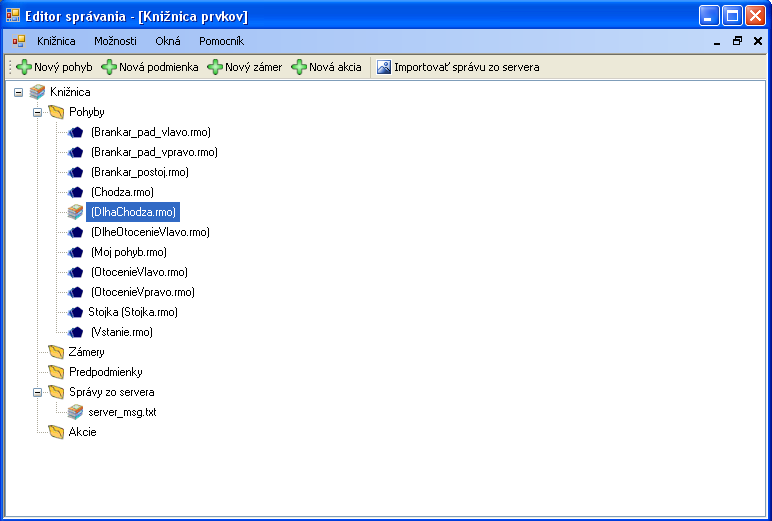 Editor správania - [Knižnica prvkov]
Knižnica Možnosti Okná Pomocník
Nový pohyb Nová podmienka Nový zámer Nová akcia Importovať správu zo servera
Knižnica
Pohyby
(Brankar_pad_vlavo.rmo)
(Brankar_pad_vpravo.rmo)
(Brankar_postoj.rmo)
(Chodza.rmo)
(DlhaChodza.rmo)
(DlheOtocenieVlavo.rmo)
(Moj pohyb.rmo)
(OtocenieVlavo.rmo)
(OtocenieVpravo.rmo)
Stojka (Stojka.rmo)
(Vstanie.rmo)
Zámery
Predpodmienky
Správy zo servera
server_msg.txt
Akcie